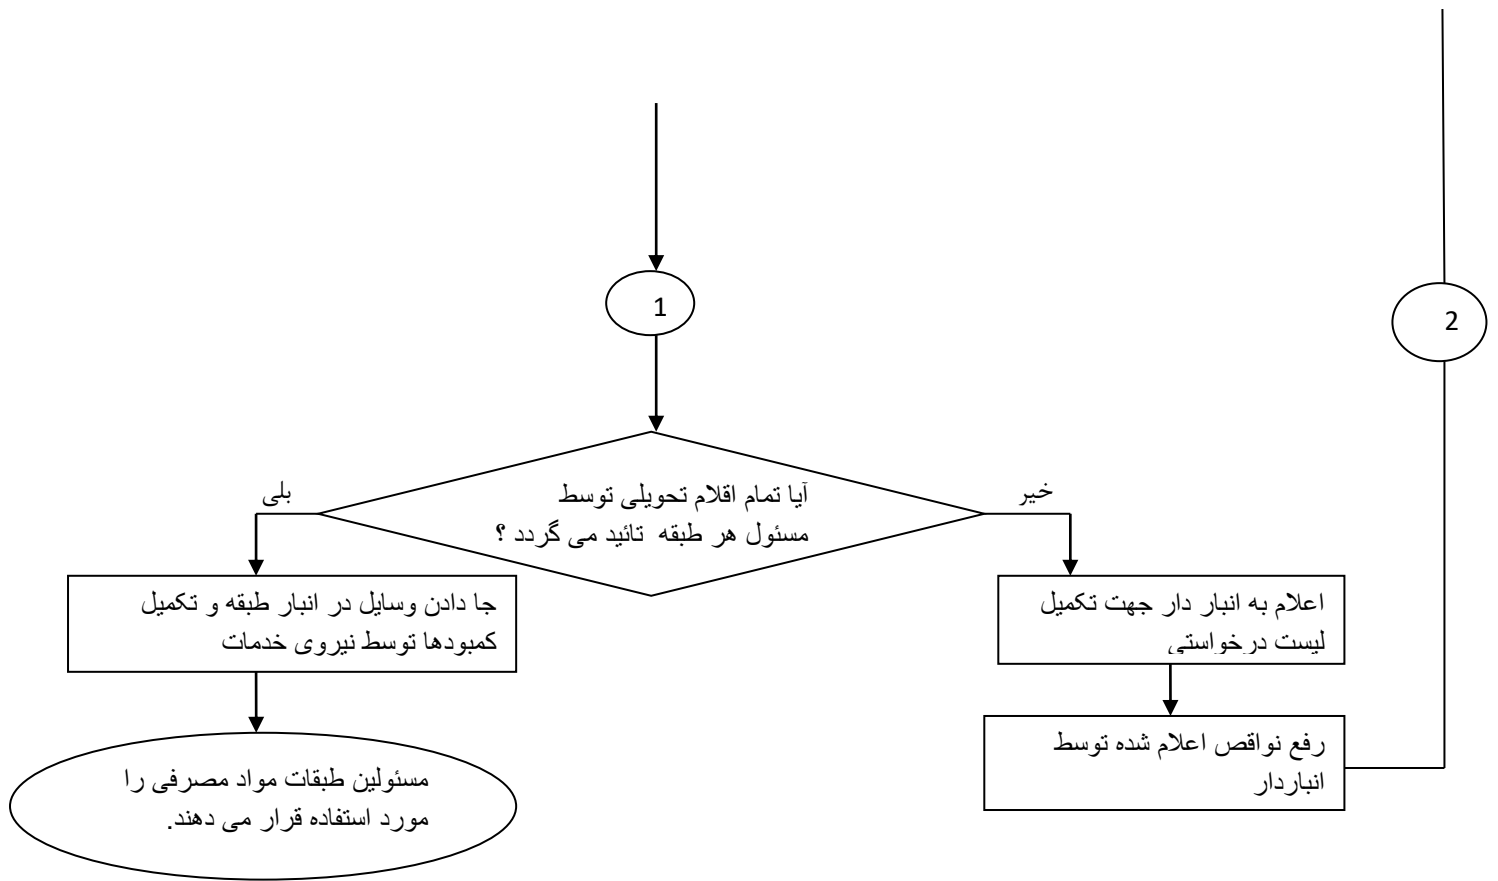 1
2
آیا تمام اقلام تحویلی توسط
مسئول هر طبقه تائید می گردد ؟
خیر
بلی
اعلام به انبار دار جهت تکمیل
لیست درخواستی
جا دادن وسایل در انبار طبقه و تکمیل
کمبودها توسط نیروی خدمات
رفع نواقص اعلام شده توسط
انباردار
مسئولین طبقات مواد مصرفی را
مورد استفاده قرار می دهند.